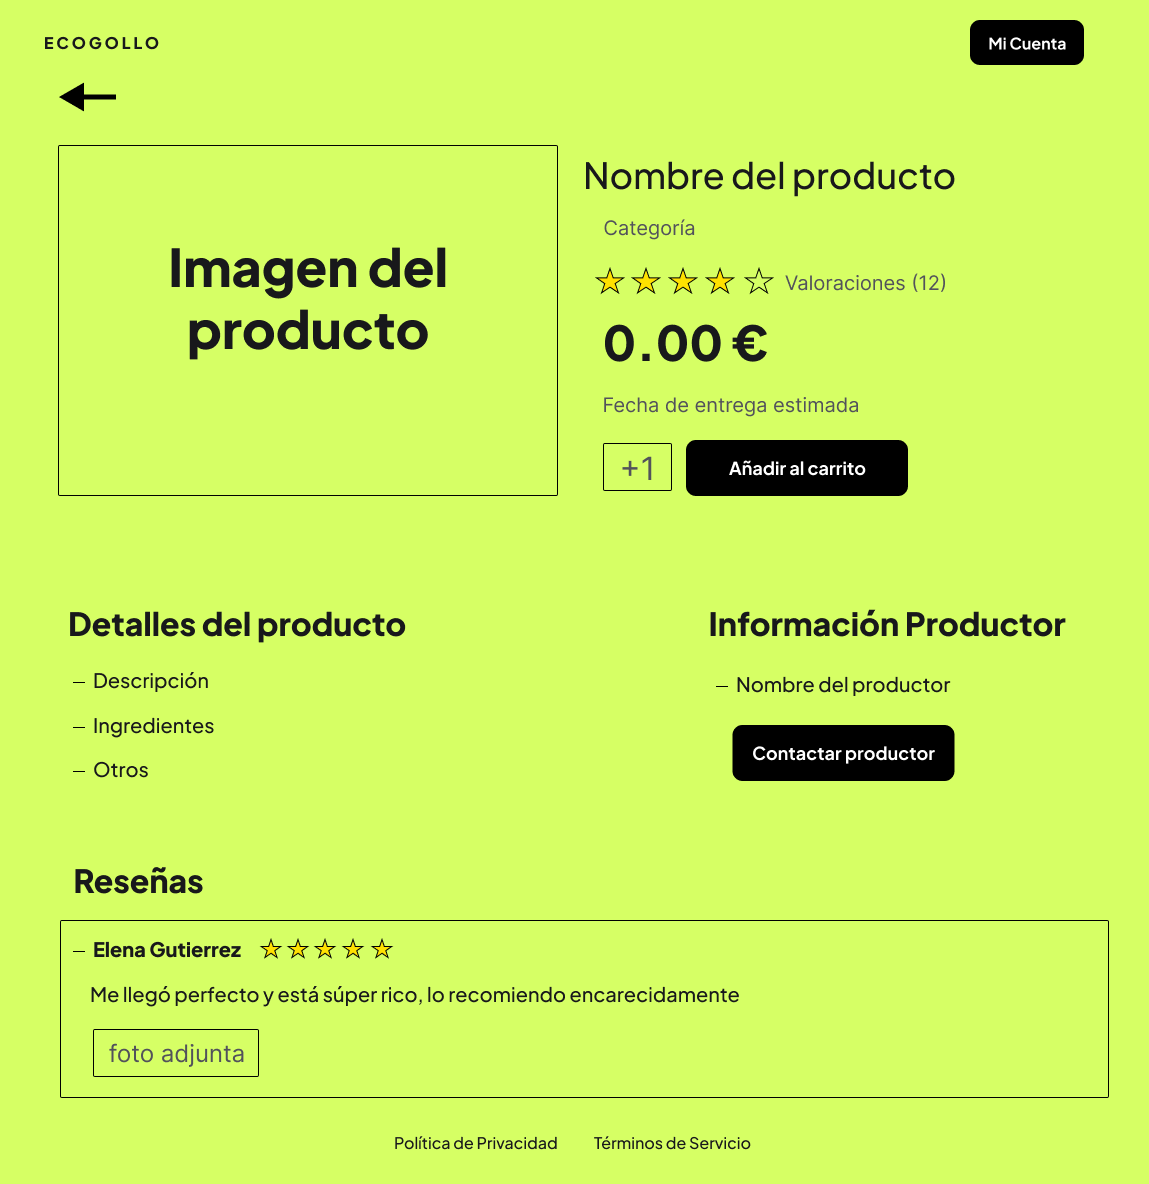 ECOGOLLO
Mi Cuenta
Imagen del
producto
Nombre del producto
Categoría
Valoraciones (12)
0.00 €
Fecha de entrega estimada
+1
Añadir al carrito
Detalles del producto
– Descripción
– Ingredientes
– Otros
Información Productor
– Nombre del productor
Contactar productor
Reseñas
– Elena Gutierrez
Me llegó perfecto y está súper rico, lo recomiendo encarecidamente
foto adjunta
Política de Privacidad
Términos de Servicio